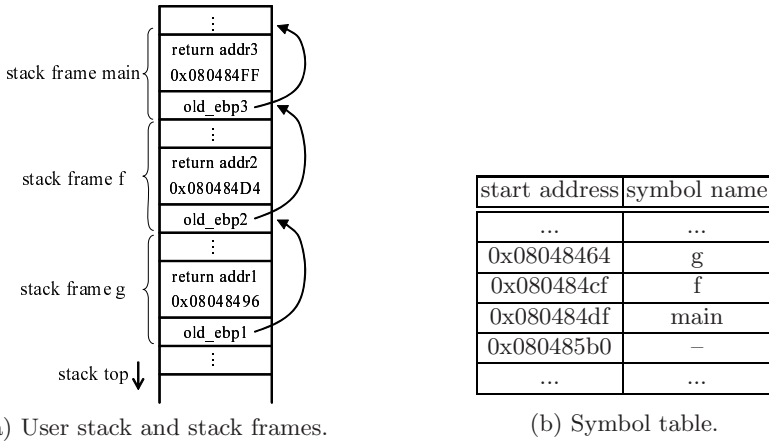 ⋮
return addr3
stack frame main
0x080484FF
old_ebp3
⋮
return addr2
stack frame f
0x080484D4
old_ebp2
⋮
return addr1
stack frame g
0x08048496
old_ebp1
⋮
stack top
) User stack and stack frames.
start address symbol name
... ...
0x08048464 g
0x080484cf f
0x080484df main
0x080485b0 –
... ...
(b) Symbol table.